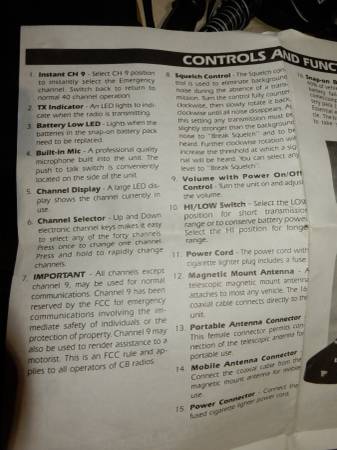 CONTROLS AND FUNC
1. Instant CH 9 - Select CH 9 position
to instantly select the Emergency
channel. Switch back to return to
normal 40 channel operation.
2. TX Indicator - An LED lights to indi-
cate when the radio is transmitting.
3. Battery Low LED - Lights when the
batteries in the snap-on battery pack
need to be replaced.
4. Built-in Mic - A professional quality
microphone built into the unit. The
push to talk switch is conveniently
located on the side of the unit.
5. Channel Display - A large LED dis-
play shows the channel currently in
use.
6. Channel Selector - Up and Down
electronic channel keys makes it easy
to select any of the forty channels.
Press once to change one channel.
Press and hold to rapidly change
channels.
7. IMPORTANT - All channels except
channel 9, may be used for normal
communications. Channel 9 has been
reserved by the FCC for emergency
communications involving the im-
mediate safety of individuals or the
protection of property. Channel 9 may
also be used to render assistance to a
motorist. This is an FCC rule and ap-
plies to all operators of CB radios.
8. Squelch Control - The Squelch con-
trol is used to eliminate background
noise during the absence of a trans-
mission. Turn the control fully counter
clockwise, then slowly rotate it back
clockwise until all noise disappears. At
this setting any transmission must be
slightly stronger than the background
noise to "Break Squelch" and to be
heard. Further clockwise rotation will
increase the threshold at which a sig-
nal will be heard. You can select any
level to "Break Squelch".
9. Volume with Power On/Off
Control - Turn the unit on and adjust
the volume.
10. HI/LOW Switch - Select the LOW
position for short transmission
range or to conserve battery power.
Select the HI position for longer
range.
11. Power Cord - The power cord with
cigarette lighter plug includes a fuse.
12. Magnetic Mount Antenna - A
telescopic magnetic mount antenna
attaches to most any vehicle. The 16
coaxial cable connects directly to the
unit.
13. Portable Antenna Connector
This female connector permits con-
nection of the telescopic antenna for
portable use.
14. Mobile Antenna Connector
Connect the coaxial cable from the
magnetic mount antenna for mobile
use.
15. Power Connector - Connect the
fused cigarette lighter power cord.
Snap-on B